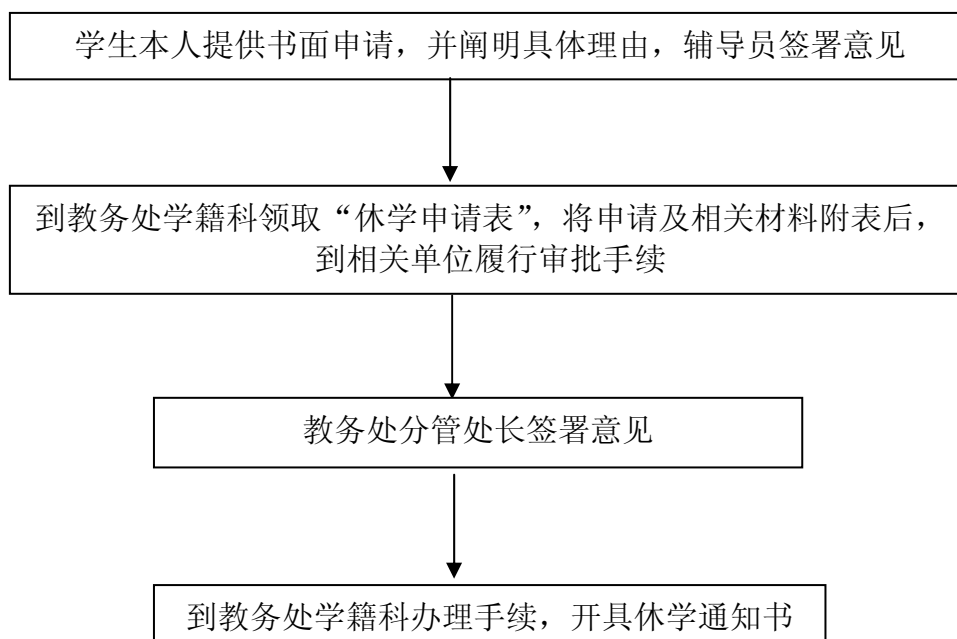 学生本人提供书面申请，并阐明具体理由，辅导员签署意见
到教务处学籍科领取“休学申请表”，将申请及相关材料附表后，
到相关单位履行审批手续
教务处分管处长签署意见
到教务处学籍科办理手续，开具休学通知书